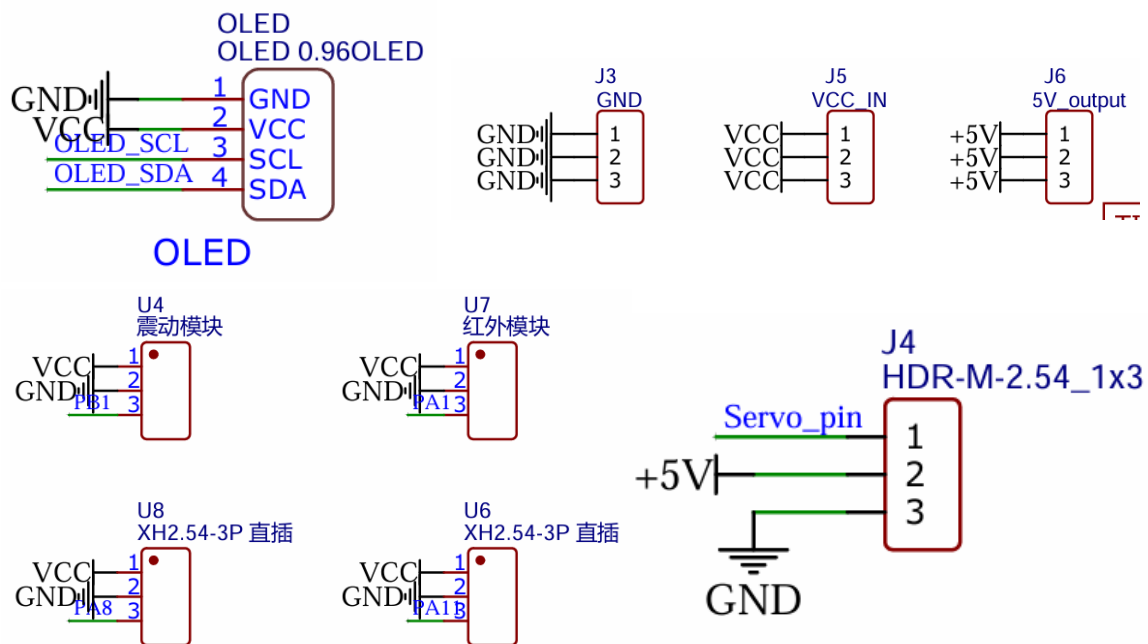 OLED
OLED 0.96OLED
GND 1 GND
VCC 2 VCC
OLED_SCL 3 SCL
OLED_SDA 4 SDA
OLED
J3
GND
GND 1
GND 2
GND 3
J5
VCC_IN
VCC 1
VCC 2
VCC 3
J6
5V_output
+5V 1
+5V 2
+5V 3
U4
震动模块
VCC 1
GND 2
PB1 3
U7
红外模块
VCC 1
GND 2
PA1 3
J4
HDR-M-2.54_1x3
Servo_pin 1
+5V 2
3
GND
U8
XH2.54-3P 直插
VCC 1
GND 2
PA8 3
U6
XH2.54-3P 直插
VCC 1
GND 2
PA11 3